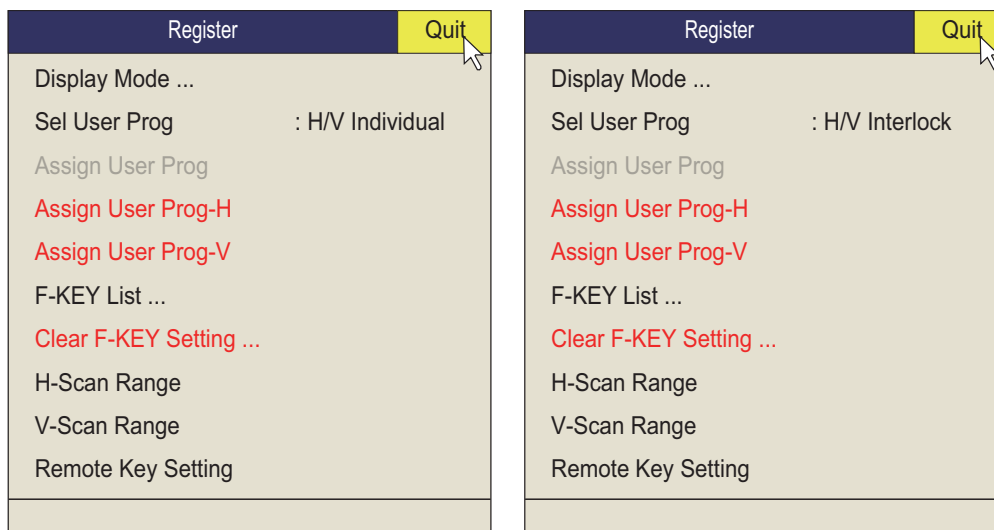 Register Quit
Display Mode ...
Sel User Prog : H/V Individual
Assign User Prog
Assign User Prog-H
Assign User Prog-V
F-KEY List ...
Clear F-KEY Setting ...
H-Scan Range
V-Scan Range
Remote Key Setting
Register Quit
Display Mode ...
Sel User Prog : H/V Interlock
Assign User Prog
Assign User Prog-H
Assign User Prog-V
F-KEY List ...
Clear F-KEY Setting ...
H-Scan Range
V-Scan Range
Remote Key Setting